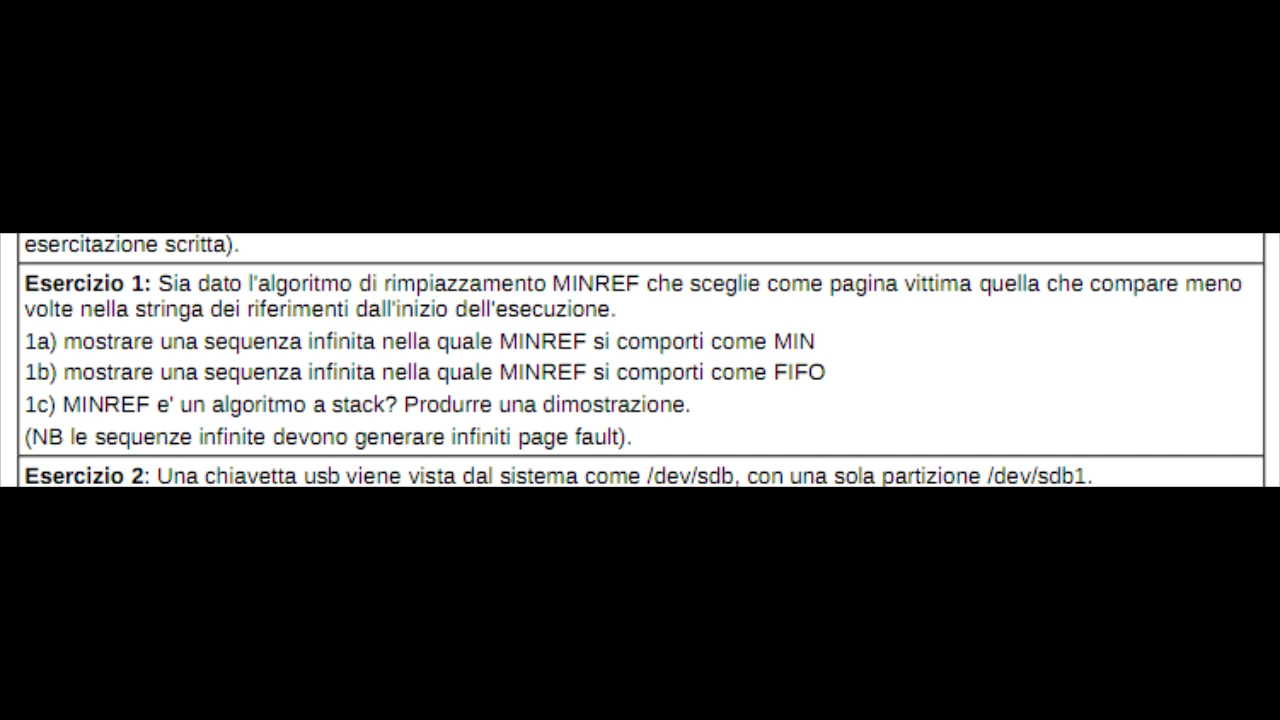 esercitazione scritta).
Esercizio 1: Sia dato l'algoritmo di rimpiazzamento MINREF che sceglie come pagina vittima quella che compare meno
volte nella stringa dei riferimenti dall'inizio dell'esecuzione.
1a) mostrare una sequenza infinita nella quale MINREF si comporti come MIN
1b) mostrare una sequenza infinita nella quale MINREF si comporti come FIFO
1c) MINREF e' un algoritmo a stack? Produrre una dimostrazione.
(NB le sequenze infinite devono generare infiniti page fault).
Esercizio 2: Una chiavetta usb viene vista dal sistema come /dev/sdb, con una sola partizione /dev/sdb1.